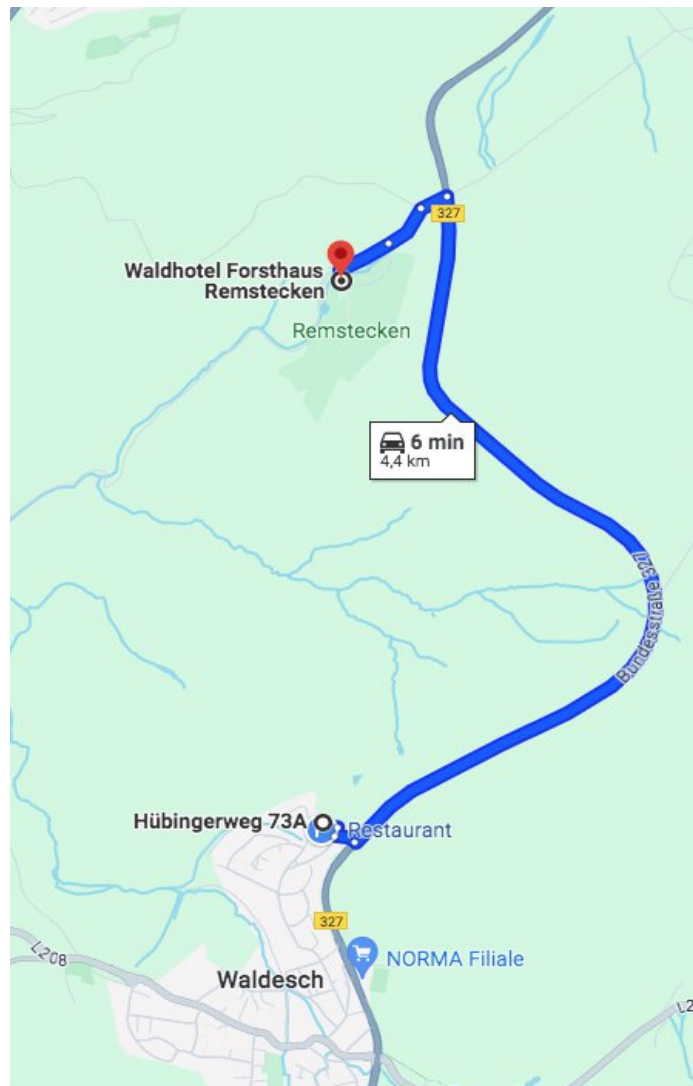 327
Waldhotel Forsthaus
Remstecken
Remstecken
6 min
4,4 km
Bundesstraße 327
Hübingerweg 73A
Restaurant
327
L208
NORMA Filiale
Waldesch